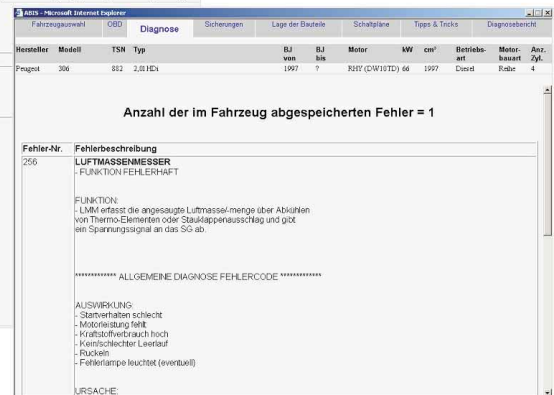 ABIS - Microsoft Internet Explorer
Fahrzeugauswahl OBD Diagnose Sicherungen Lage der Bauteile Schaltpläne Tipps & Tricks Diagnosebericht
Hersteller Modell TSN Typ BJ von BJ bis Motor kW cm³ Betriebs-art Motor-bauart Anz. Zyl.
Peugeot 306 882 2,0l HDi 1997 ? RHY (DW10TD) 66 1997 Diesel Reihe 4
Anzahl der im Fahrzeug abgespeicherten Fehler = 1
Fehler-Nr. Fehlerbeschreibung
256 LUFTMASSENMESSER
- FUNKTION FEHLERHAFT
FUNKTION:
- LMM erfasst die angesaugte Luftmasse/-menge über Abkühlen
von Thermo-Elementen oder Stauklappenausschlag und gibt
ein Spannungssignal an das SG ab.
************* ALLGEMEINE DIAGNOSE FEHLERCODE *************
AUSWIRKUNG:
- Startverhalten schlecht
- Motorleistung fehlt
- Kraftstoffverbrauch hoch
- Kein/schlechter Leerlauf
- Ruckeln
- Fehlerlampe leuchtet (eventuell)
URSACHE: